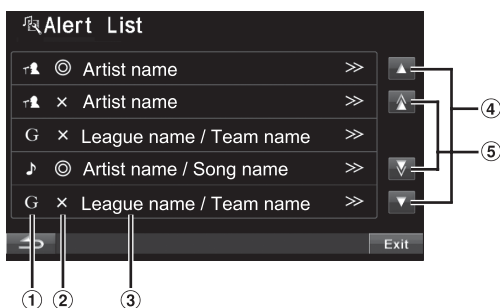 Alert List
◎ Artist name >>
× Artist name >>
G × League name / Team name >>
♪ ◎ Artist name / Song name >>
G × League name / Team name >>
Exit
④
⑤
① ② ③